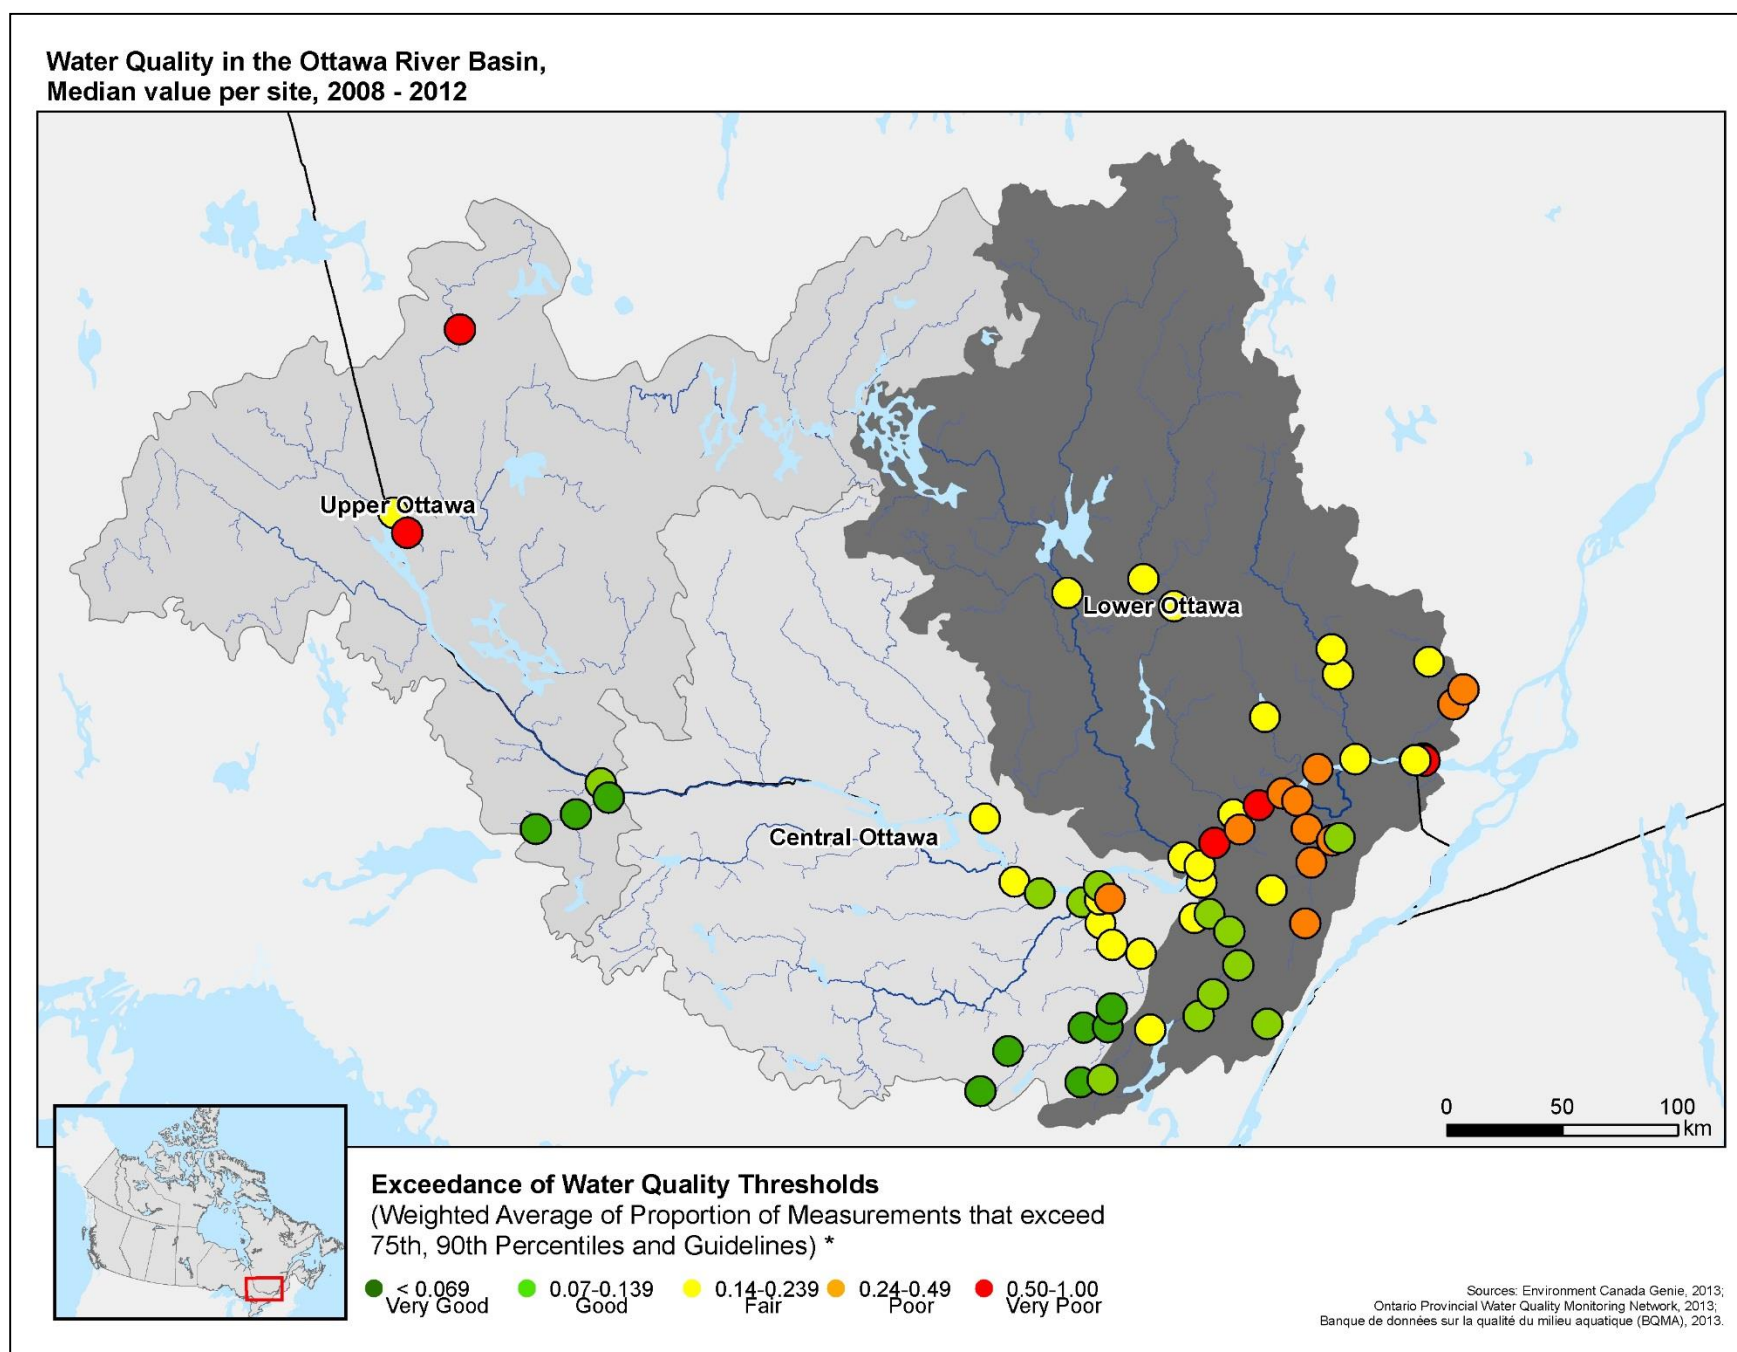 Water Quality in the Ottawa River Basin,
Median value per site, 2008 - 2012
Upper Ottawa
Lower Ottawa
Central Ottawa
0 50 100
km
Exceedance of Water Quality Thresholds
(Weighted Average of Proportion of Measurements that exceed
75th, 90th Percentiles and Guidelines) *
< 0.069 0.07-0.139 0.14-0.239 0.24-0.49 0.50-1.00
Very Good Good Fair Poor Very Poor
Sources: Environment Canada Genie, 2013;
Ontario Provincial Water Quality Monitoring Network, 2013;
Banque de données sur la qualité du milieu aquatique (BQMA), 2013.